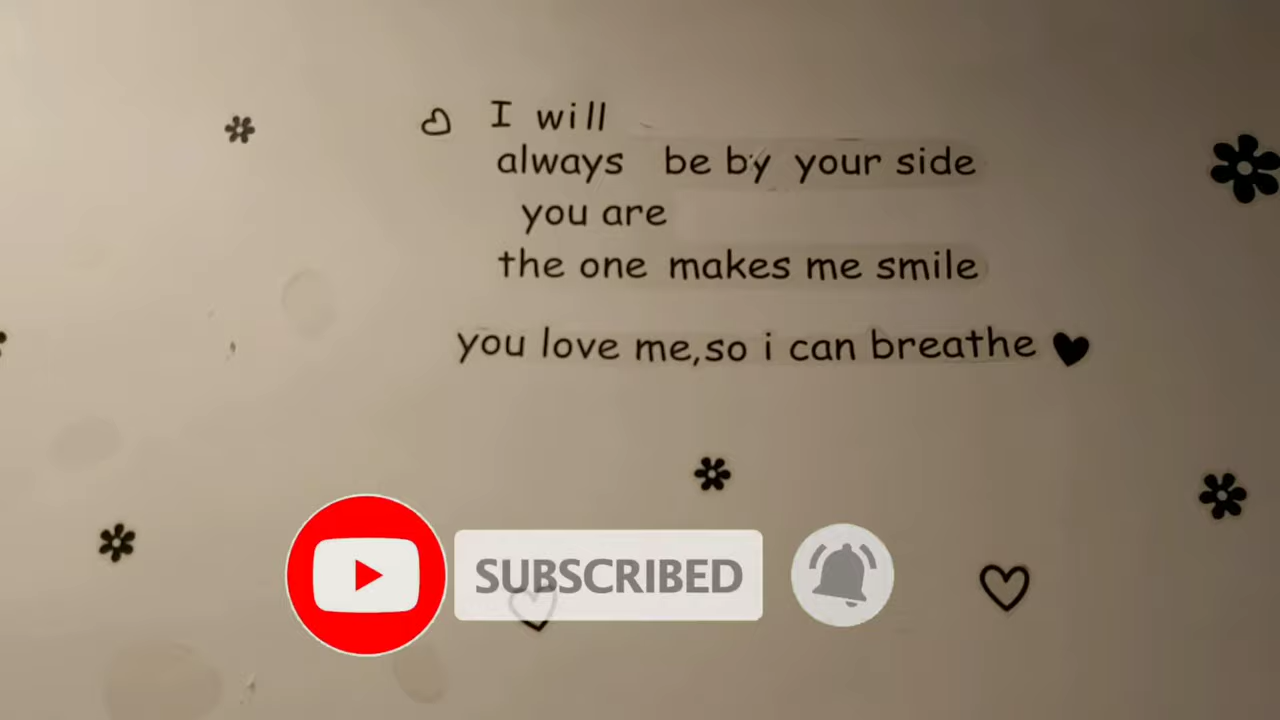 I will
always be by your side
you are
the one makes me smile
you love me,so i can breathe
SUBSCRIBED